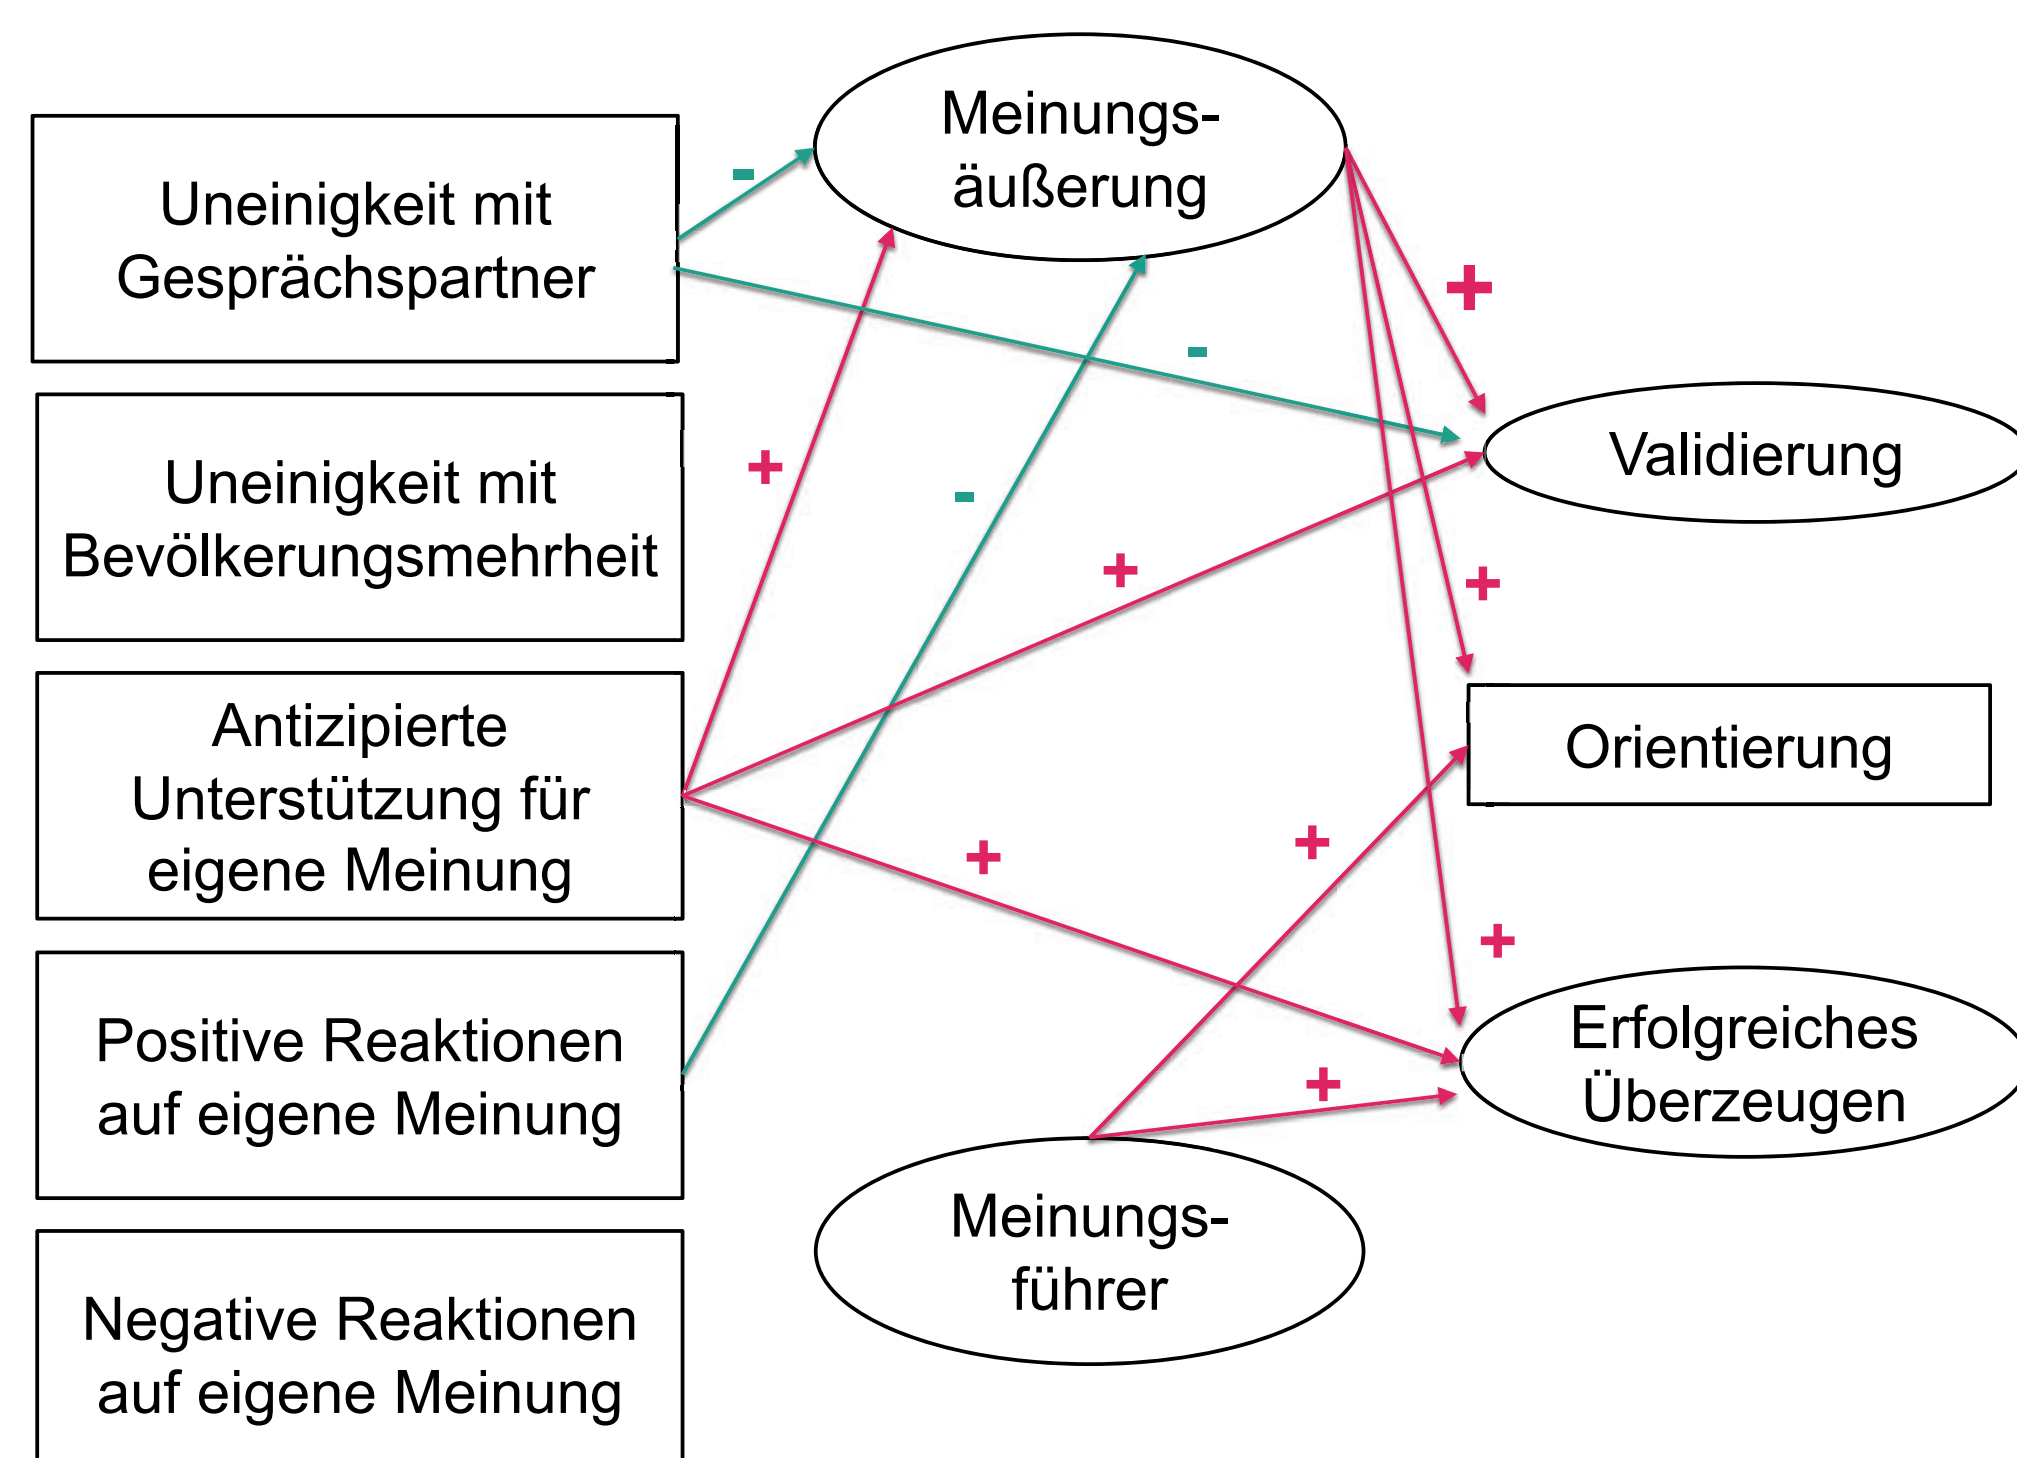 Meinungs-
äußerung
Uneinigkeit mit
Gesprächspartner
-
+
-
Validierung
Uneinigkeit mit
Bevölkerungsmehrheit
+
-
+
+
Antizipierte
Unterstützung für
eigene Meinung
Orientierung
+
+
+
Positive Reaktionen
auf eigene Meinung
Erfolgreiches
Überzeugen
+
Meinungs-
führer
Negative Reaktionen
auf eigene Meinung